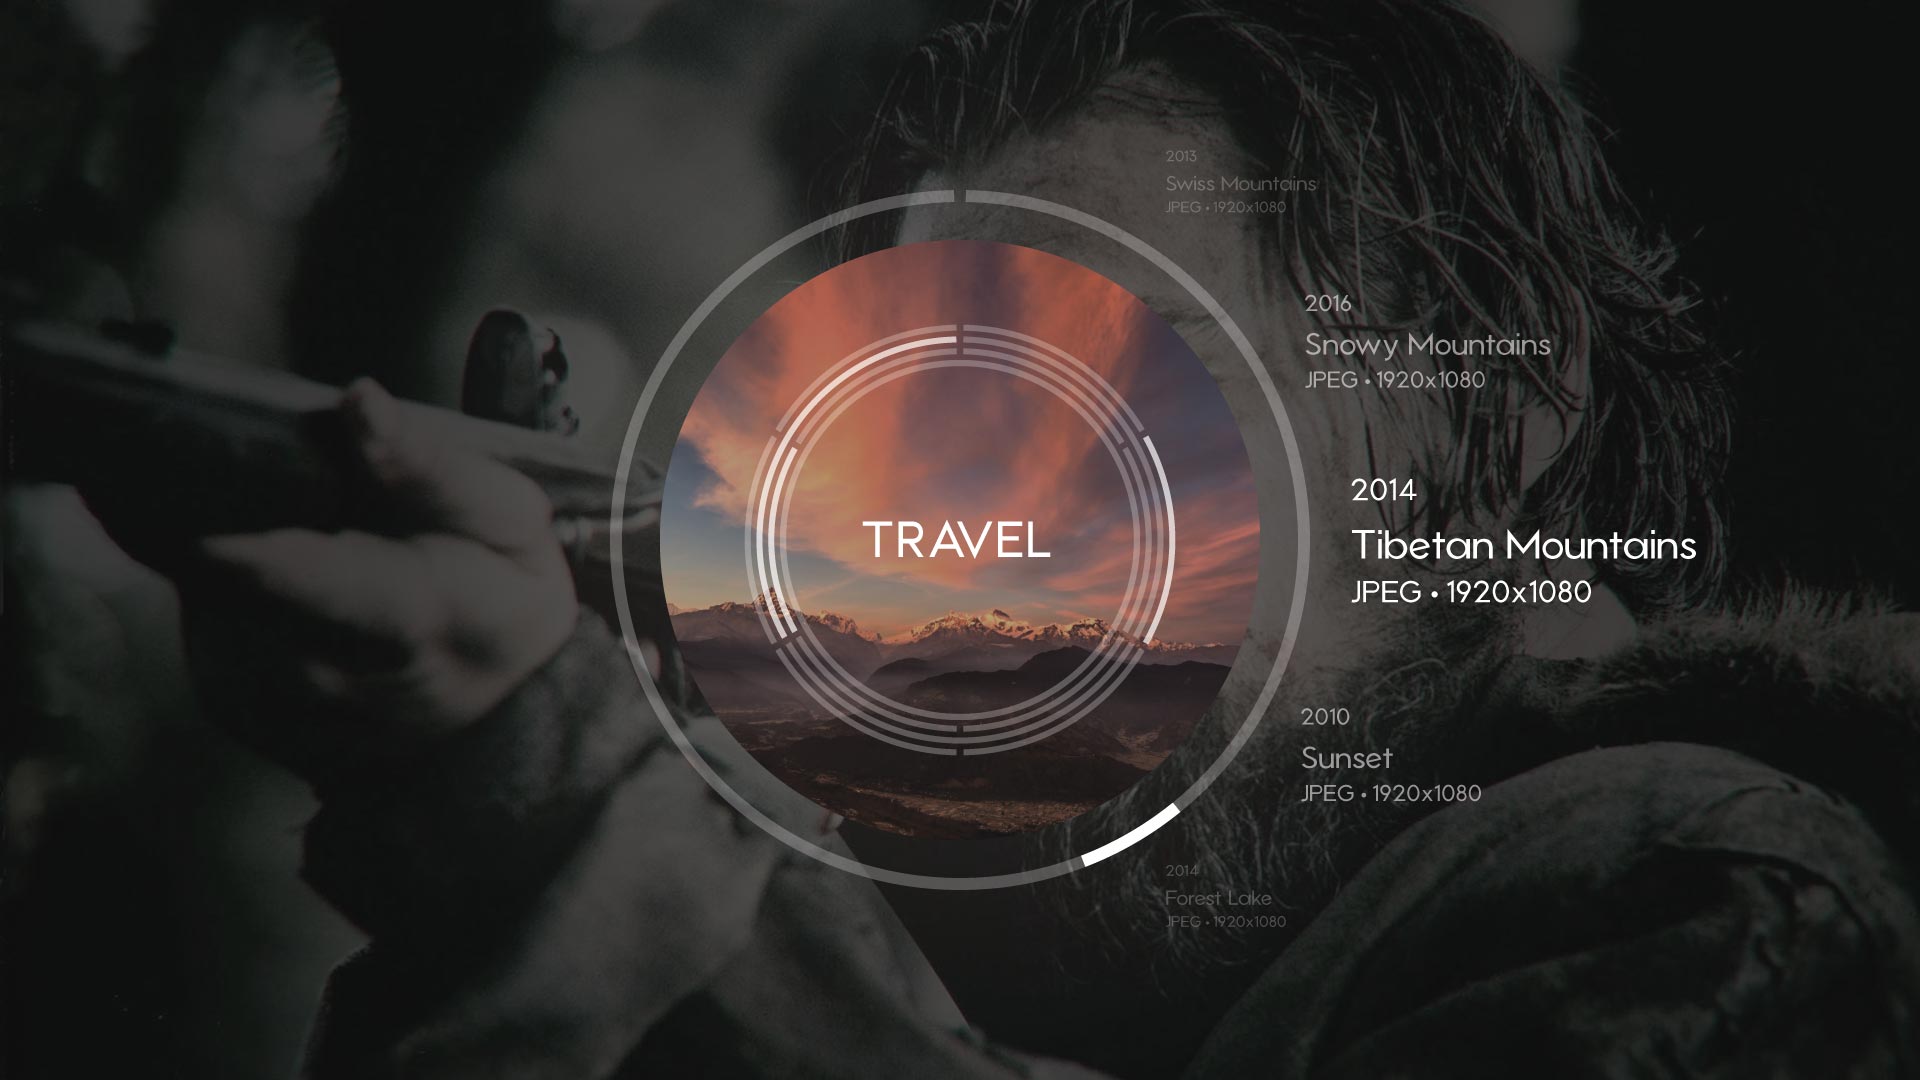 2013
Swiss Mountains
JPEG • 1920x1080
2016
Snowy Mountains
JPEG • 1920x1080
TRAVEL
2014
Tibetan Mountains
JPEG • 1920x1080
2010
Sunset
JPEG • 1920x1080
2014
Forest Lake
JPEG • 1920x1080